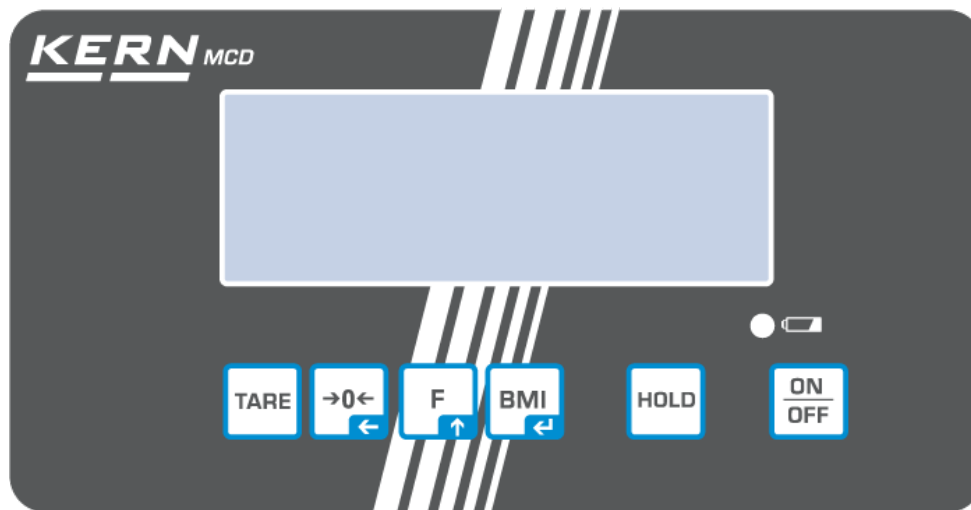 KERN MCD
TARE →0← F BMI HOLD ON
OFF